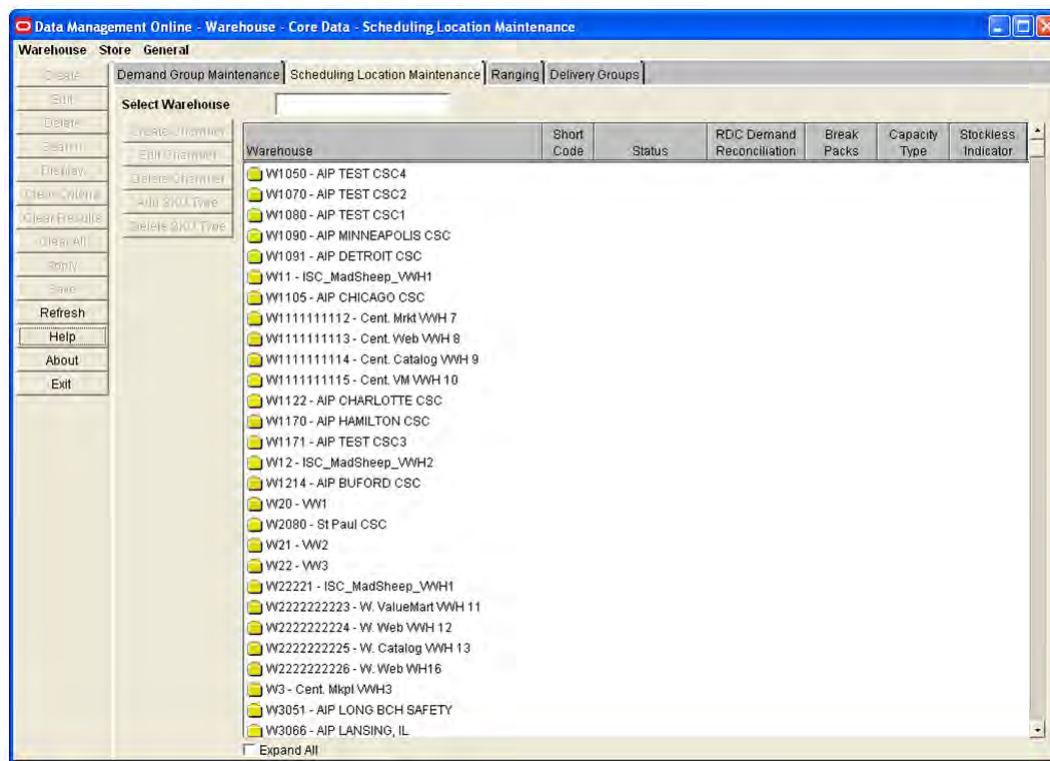 Data Management Online - Warehouse - Core Data - Scheduling Location Maintenance
Warehouse Store General
Create
Demand Group Maintenance Scheduling Location Maintenance Ranging Delivery Groups
Edit
Select Warehouse
Delete
Search
Display
Clear Criteria
Clear Results
Clear All
Apply
Save
Refresh
Help
About
Exit
Create Chamber
Edit Chamber
Delete Chamber
Add SKU Type
Delete SKU Type
Warehouse Short Code Status RDC Demand Reconciliation Break Packs Capacity Type Stockless Indicator
W1050 - AIP TEST CSC4
W1070 - AIP TEST CSC2
W1080 - AIP TEST CSC1
W1090 - AIP MINNEAPOLIS CSC
W1091 - AIP DETROIT CSC
W11 - ISC_MadSheep_VWH1
W1105 - AIP CHICAGO CSC
W1111111112 - Cent. Mrkt VWH 7
W1111111113 - Cent. Web VWH 8
W1111111114 - Cent. Catalog VWH 9
W1111111115 - Cent. VM VWH 10
W1122 - AIP CHARLOTTE CSC
W1170 - AIP HAMILTON CSC
W1171 - AIP TEST CSC3
W12 - ISC_MadSheep_VWH2
W1214 - AIP BUFORD CSC
W20 - VW1
W2080 - St Paul CSC
W21 - VW2
W22 - VW3
W22221 - ISC_MadSheep_VWH1
W2222222223 - W. ValueMart VWH 11
W2222222224 - W. Web VWH 12
W2222222225 - W. Catalog VWH 13
W2222222226 - W. Web WH16
W3 - Cent. Mkpl VWH3
W3051 - AIP LONG BCH SAFETY
W3066 - AIP LANSING, IL
Expand All